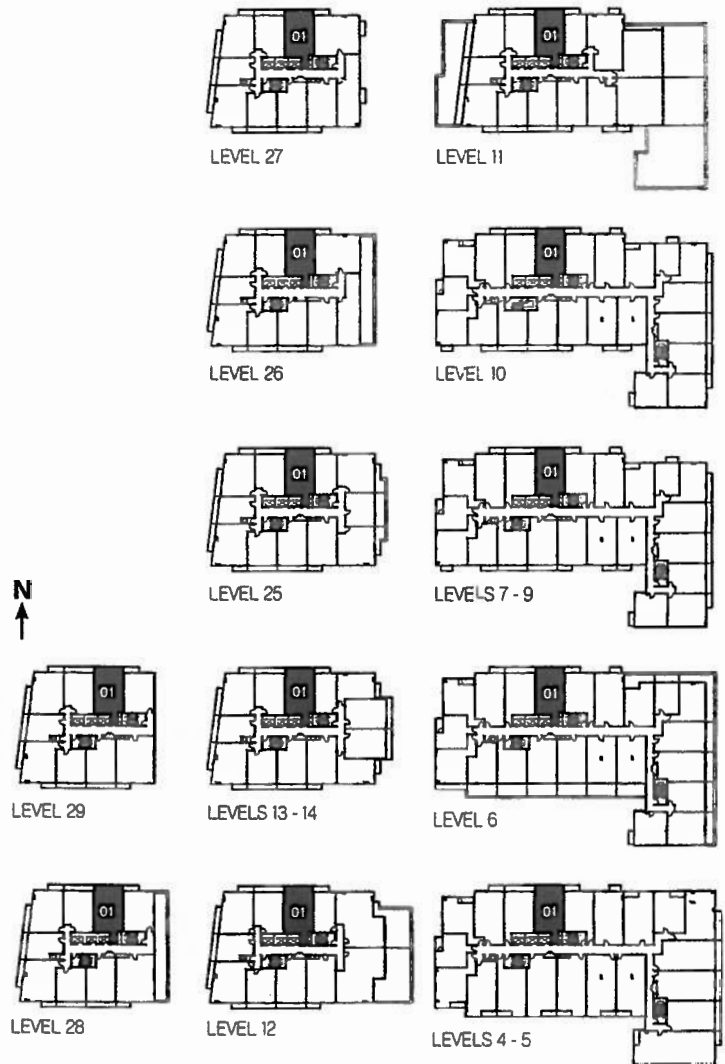 01
01
LEVEL 27
LEVEL 11
01
01
LEVEL 26
LEVEL 10
01
01
LEVEL 25
LEVELS 7 - 9
N
01
01
01
LEVEL 29
LEVELS 13 - 14
LEVEL 6
01
01
01
LEVEL 28
LEVEL 12
LEVELS 4 - 5